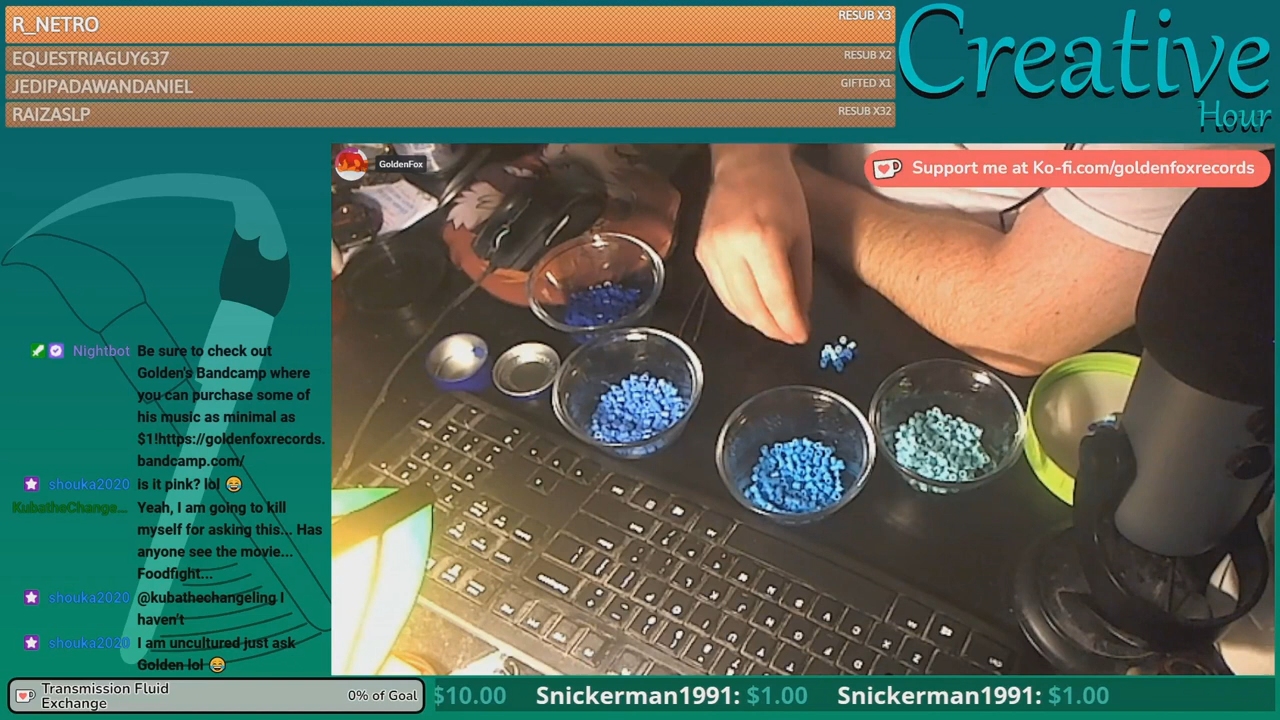 R_NETRO
RESUB X3
EQUESTRIAGUY637
RESUB X2
JEDIPADAWANDANIEL
GIFTED X1
RAIZASLP
RESUB X32
Creative
Hour
GoldenFox
Support me at Ko-fi.com/goldenfoxrecords
Nightbot Be sure to check out
Golden's Bandcamp where
you can purchase some of
his music as minimal as
$1!https://goldenfoxrecords.
bandcamp.com/
shouka2020 is it pink? lol 😂
KubatheChange... Yeah, I am going to kill
myself for asking this... Has
anyone see the movie...
Foodfight...
shouka2020 @kubathechangeling I
haven't
shouka2020 I am uncultured just ask
Golden lol 😂
Transmission Fluid
Exchange
0% of Goal
$10.00 Snickerman1991: $1.00 Snickerman1991: $1.00